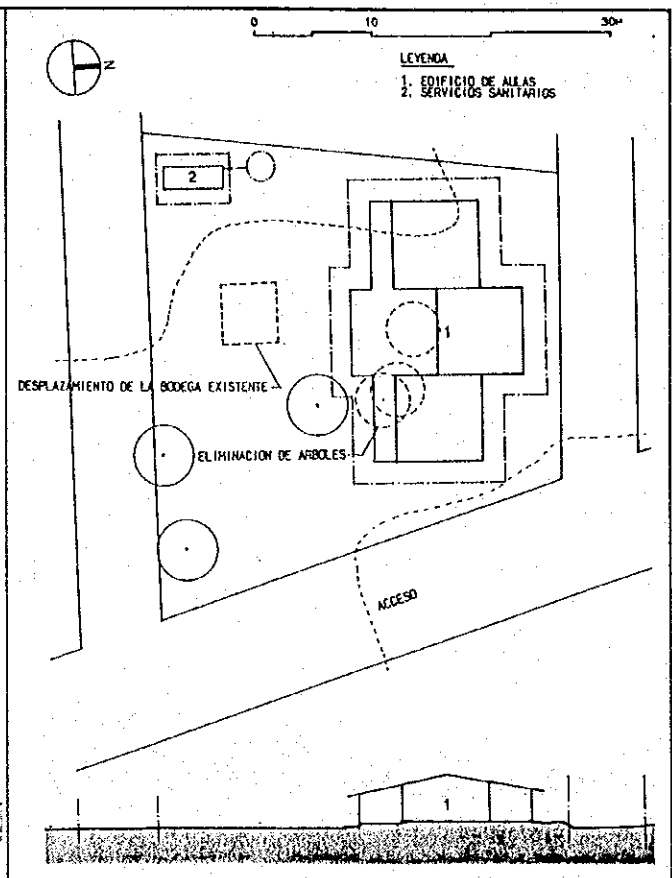 0 10 30M
N
LEYENDA
1. EDIFICIO DE AULAS
2. SERVICIOS SANITARIOS
2
1
DESPLAZAMIENTO DE LA BODEGA EXISTENTE
ELIMINACION DE ARBOLES
ACCESO
1